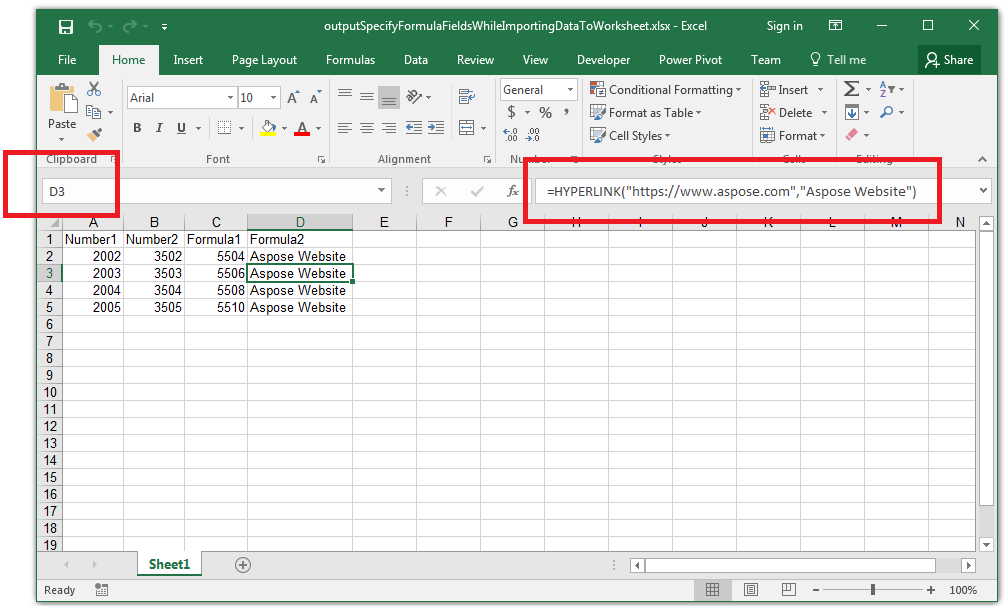 outputSpecifyFormulaFieldsWhileImportingDataToWorksheet.xlsx - Excel Sign in
File Home Insert Page Layout Formulas Data Review View Developer Power Pivot Team Tell me Share
Paste Arial 10 A A General Conditional Formatting Insert Σ A Z
B I U A $ % , Format as Table Delete
.00 .00 Cell Styles Format
Clipboard Font Alignment Number Styles Cells Editing
D3 fx =HYPERLINK("https://www.aspose.com","Aspose Website")
A B C D E F G H I J K L M N
1 Number1 Number2 Formula1 Formula2
2 2002 3502 5504 Aspose Website
3 2003 3503 5506 Aspose Website
4 2004 3504 5508 Aspose Website
5 2005 3505 5510 Aspose Website
6
7
8
9
10
11
12
13
14
15
16
17
18
19
Sheet1
Ready 100%